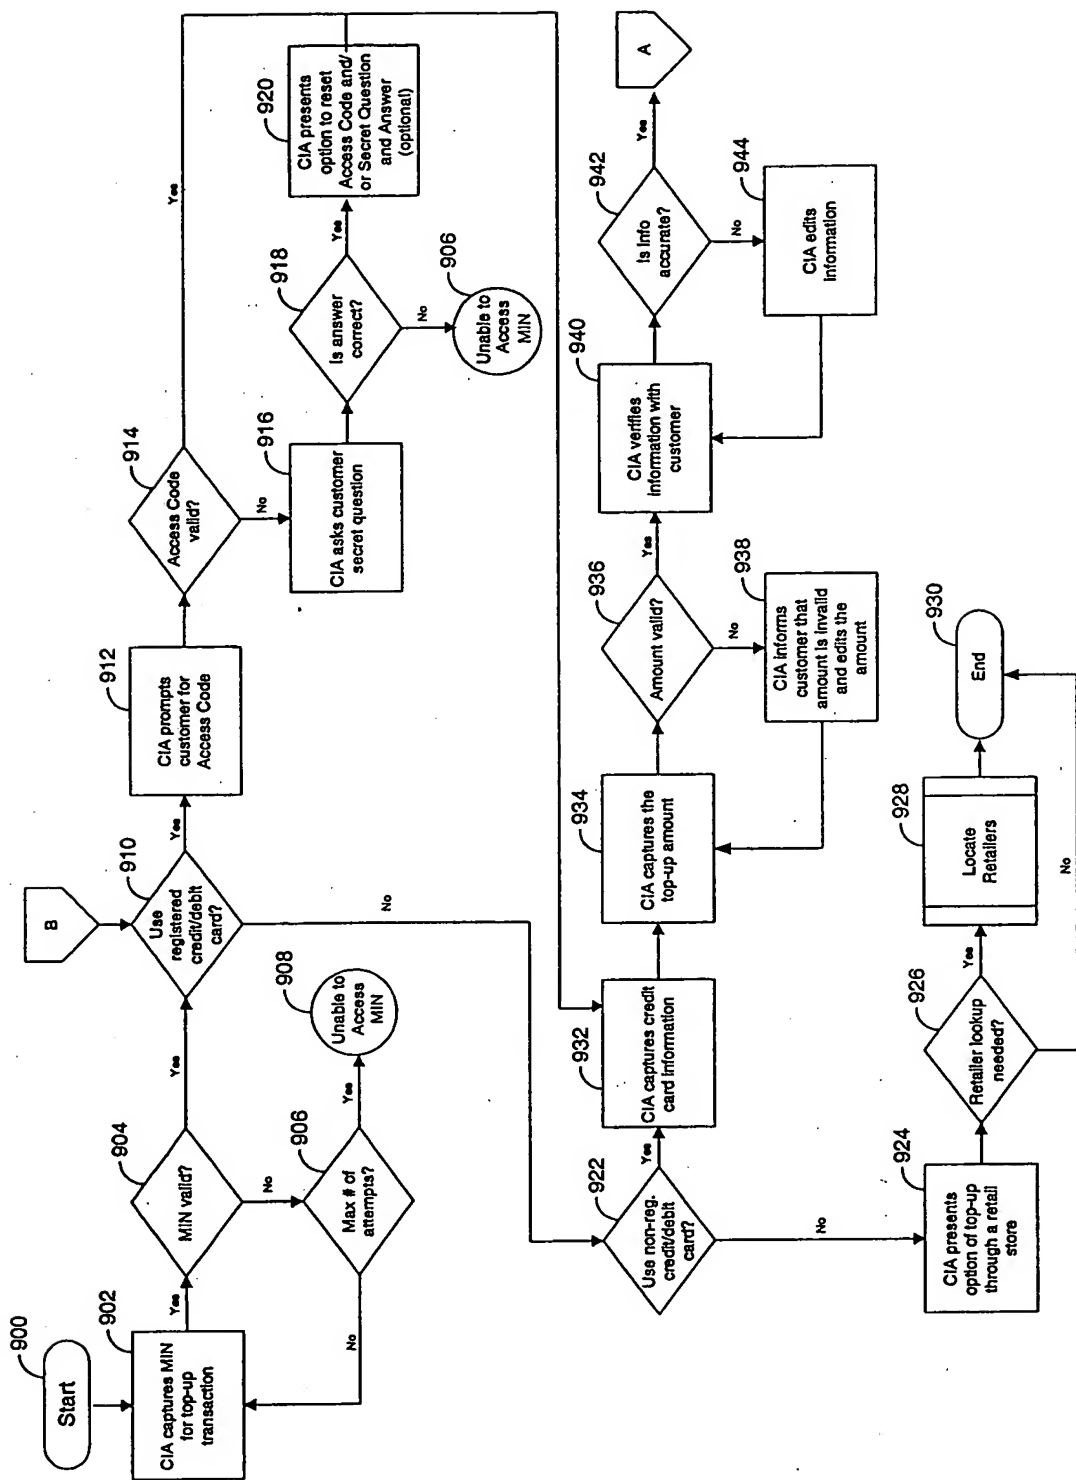 900
Start
902
CIA captures MIN
for top-up
transaction
Yes
904
MIN valid?
Yes
No
906
Max # of
attempts?
No
Yes
908
Unable to
Access
MIN
B
910
Use
registered
credit/debit
card?
Yes
No
912
CIA prompts
customer for
Access Code
914
Access Code
valid?
Yes
No
916
CIA asks customer
secret question
918
Is answer
correct?
Yes
No
906
Unable to
Access
MIN
920
CIA presents
option to reset
Access Code and/
or Secret Question
and Answer
(optional)
922
Use non-reg.
credit/debit
card?
Yes
No
932
CIA captures credit
card information
934
CIA captures the
top-up amount
936
Amount valid?
Yes
No
938
CIA informs
customer that
amount is invalid
and edits the
amount
940
CIA verifies
information with
customer
942
Is info
accurate?
Yes
No
944
CIA edits
information
A
924
CIA presents
option of top-up
through a retail
store
926
Retailer lookup
needed?
Yes
No
928
Locate
Retailers
930
End